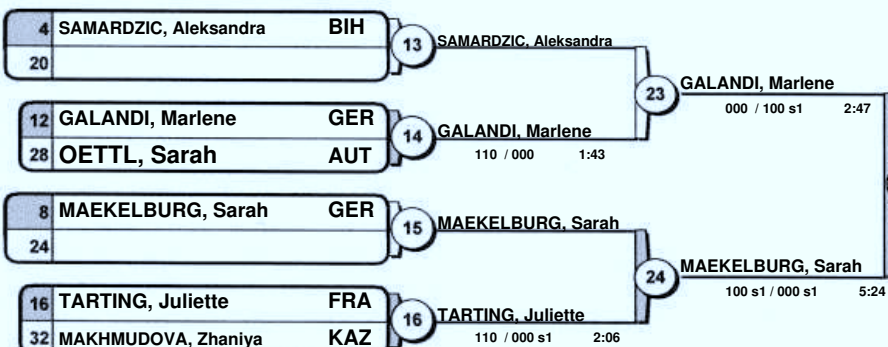 4 SAMARDZIC, Aleksandra BIH
20
13 SAMARDZIC, Aleksandra
12 GALANDI, Marlene GER
28 OETTL, Sarah AUT
14 GALANDI, Marlene
110 / 000 1:43
23 GALANDI, Marlene
000 / 100 s1 2:47
8 MAEKELBURG, Sarah GER
24
15 MAEKELBURG, Sarah
16 TARTING, Juliette FRA
32 MAKHMUDOVA, Zhaniya KAZ
16 TARTING, Juliette
110 / 000 s1 2:06
24 MAEKELBURG, Sarah
100 s1 / 000 s1 5:24